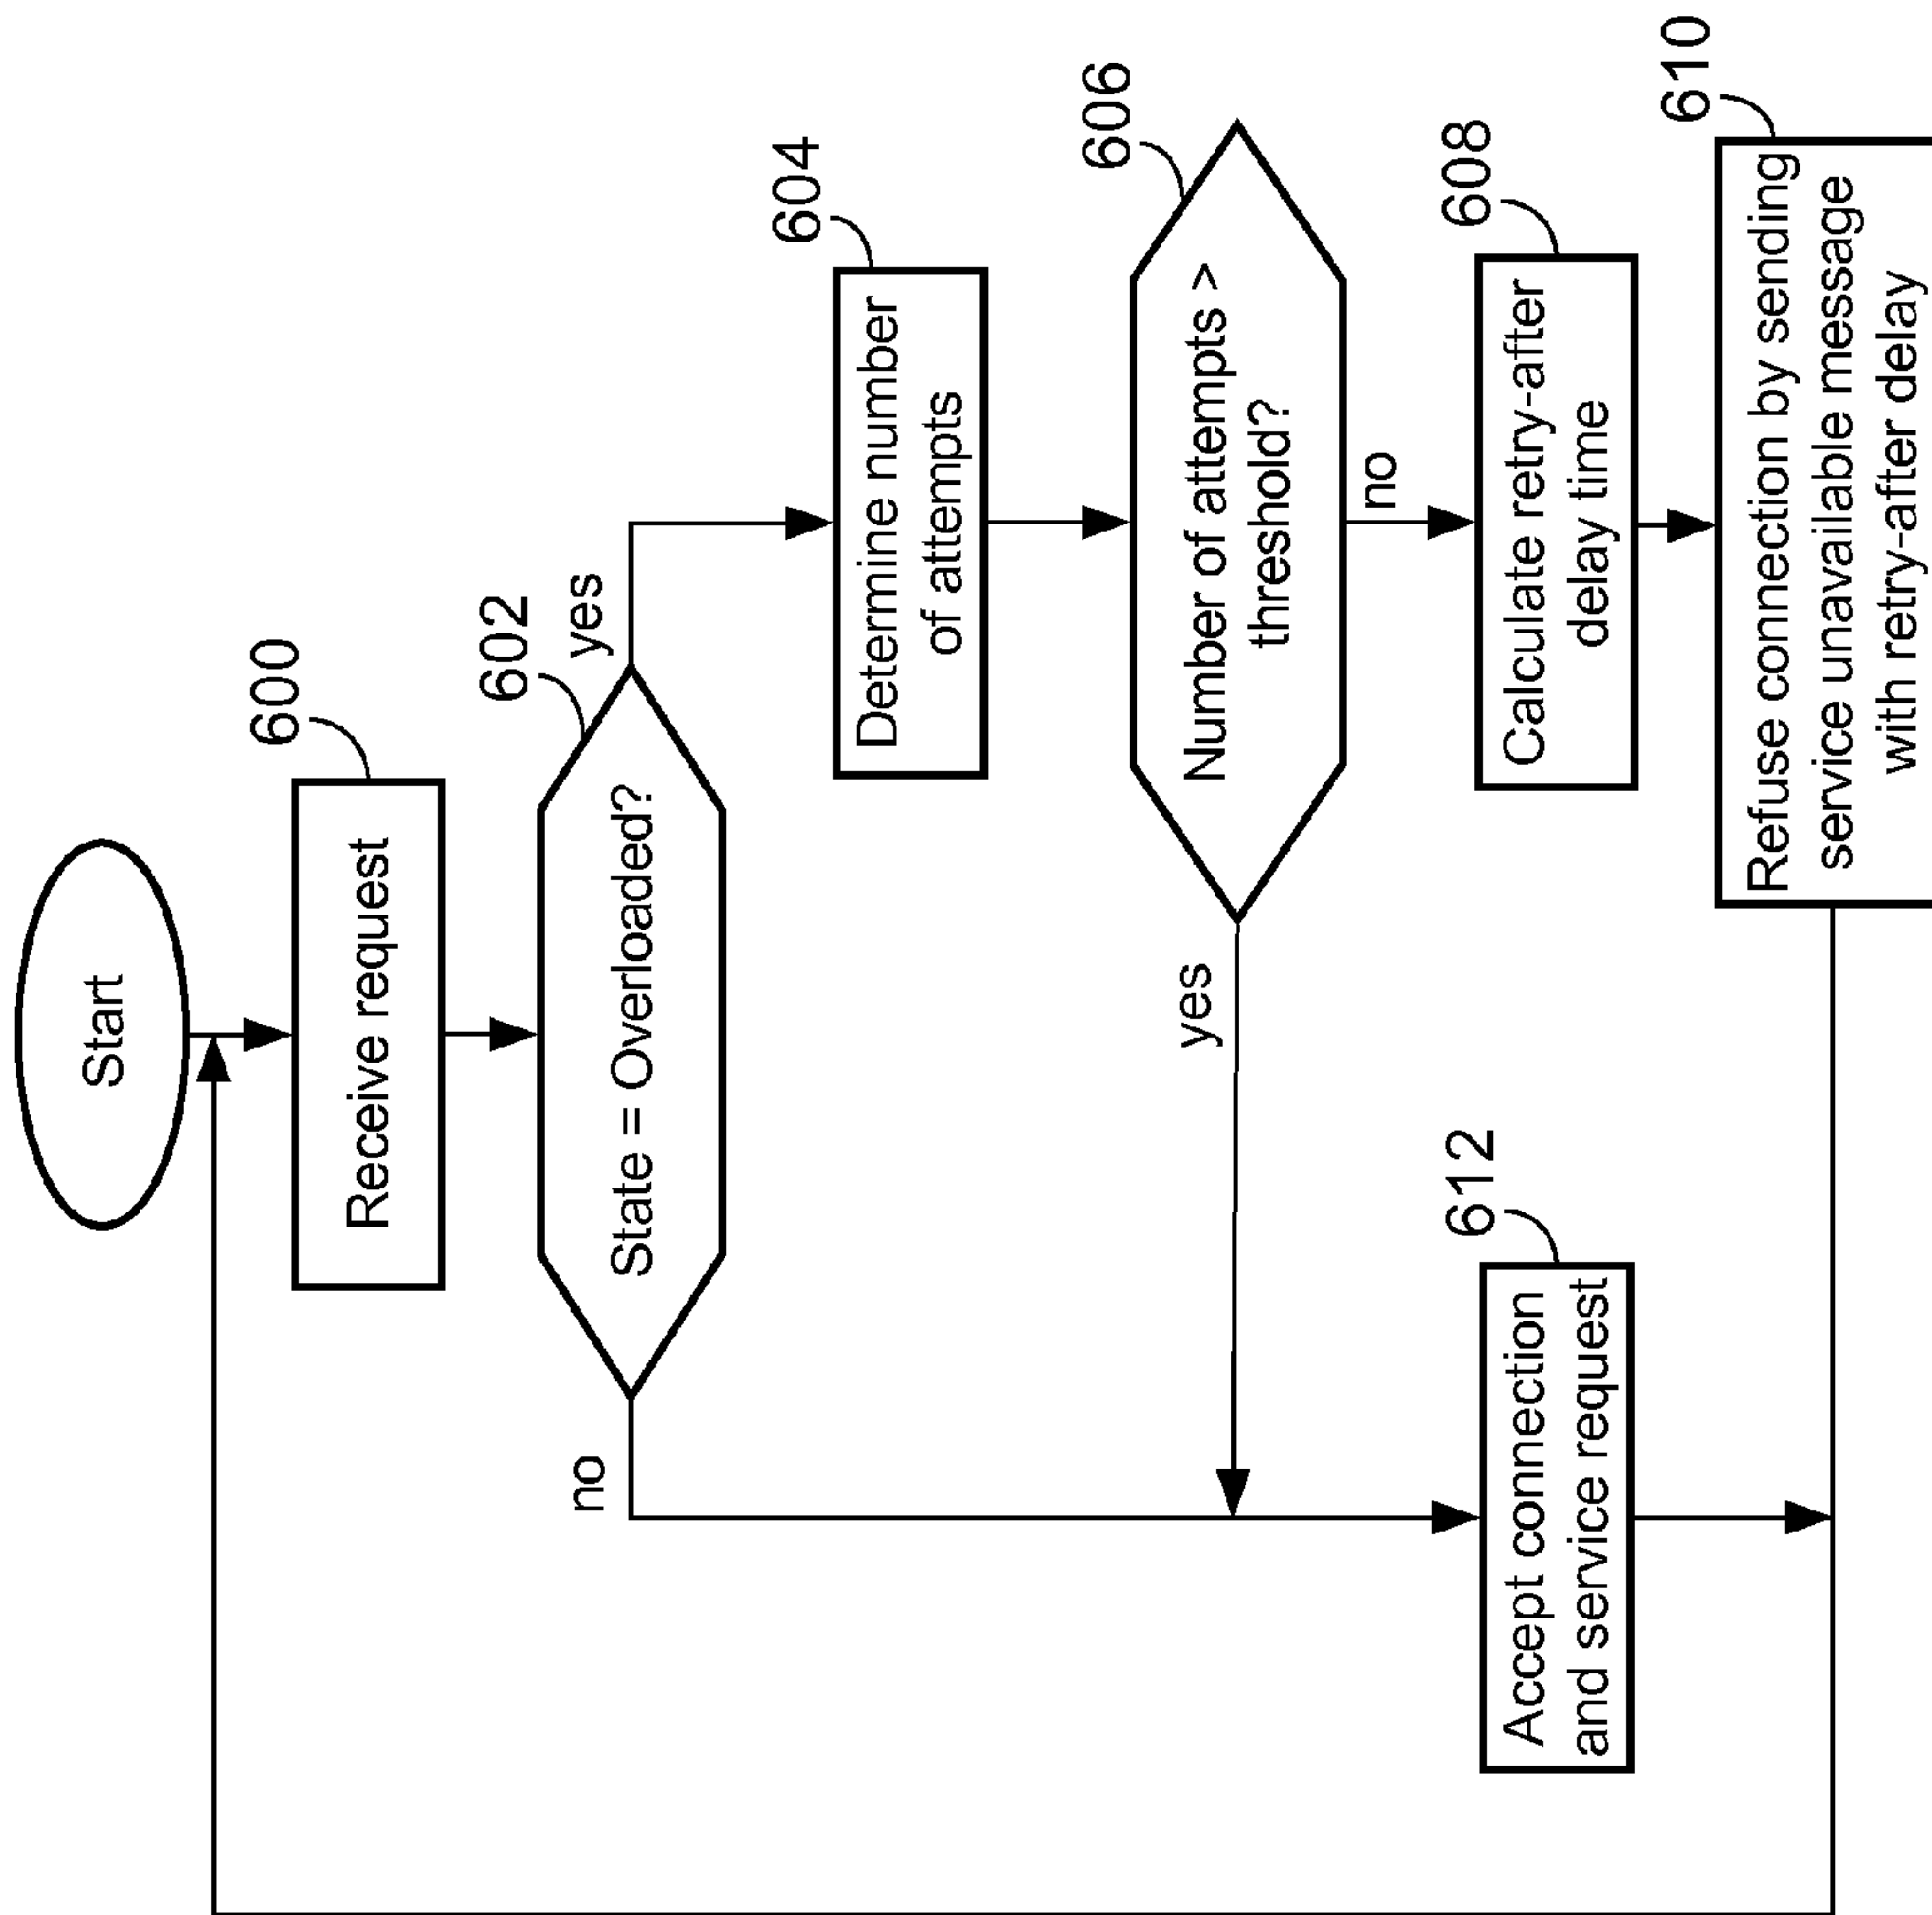 Start
600
Receive request
602
State = Overloaded?
yes
no
604
Determine number
of attempts
606
Number of attempts >
threshold?
yes
no
608
Calculate retry-after
delay time
610
Refuse connection by sending
service unavailable message
with retry-after delay
612
Accept connection
and service request